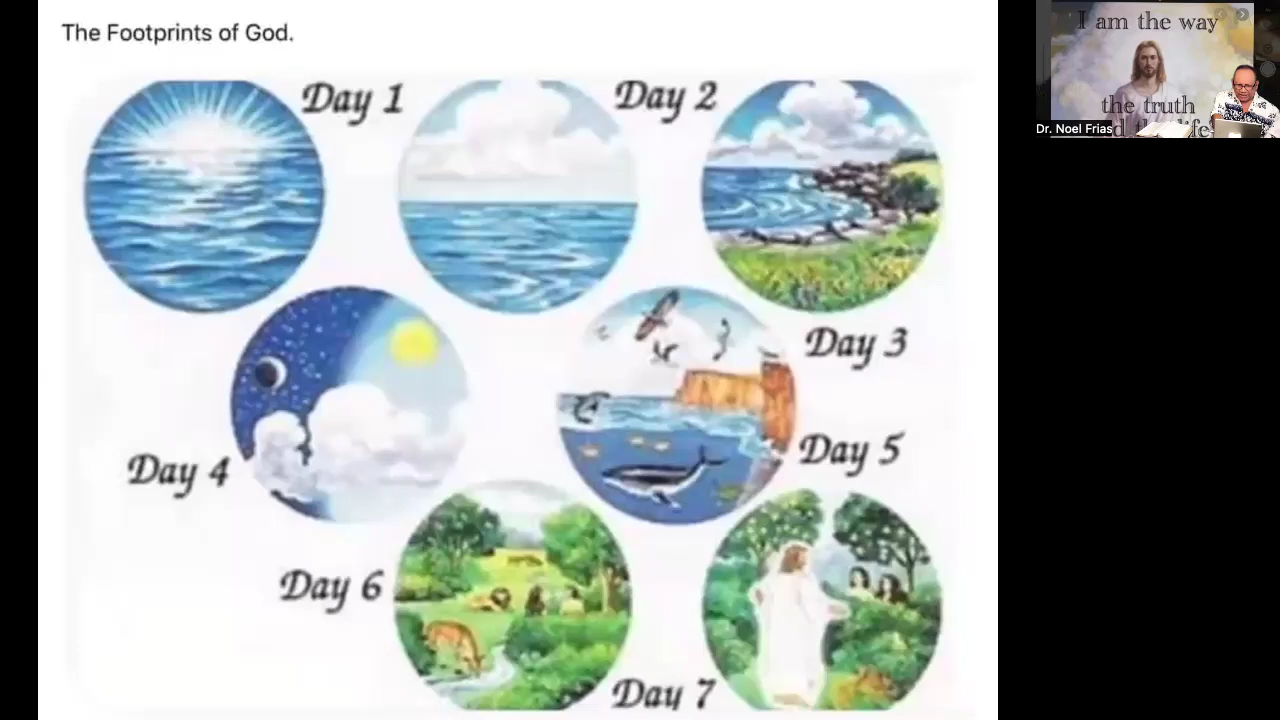 The Footprints of God.
Day 1
Day 2
Day 3
Day 4
Day 5
Day 6
Day 7
I am the way
the truth
life
Dr. Noel Frias